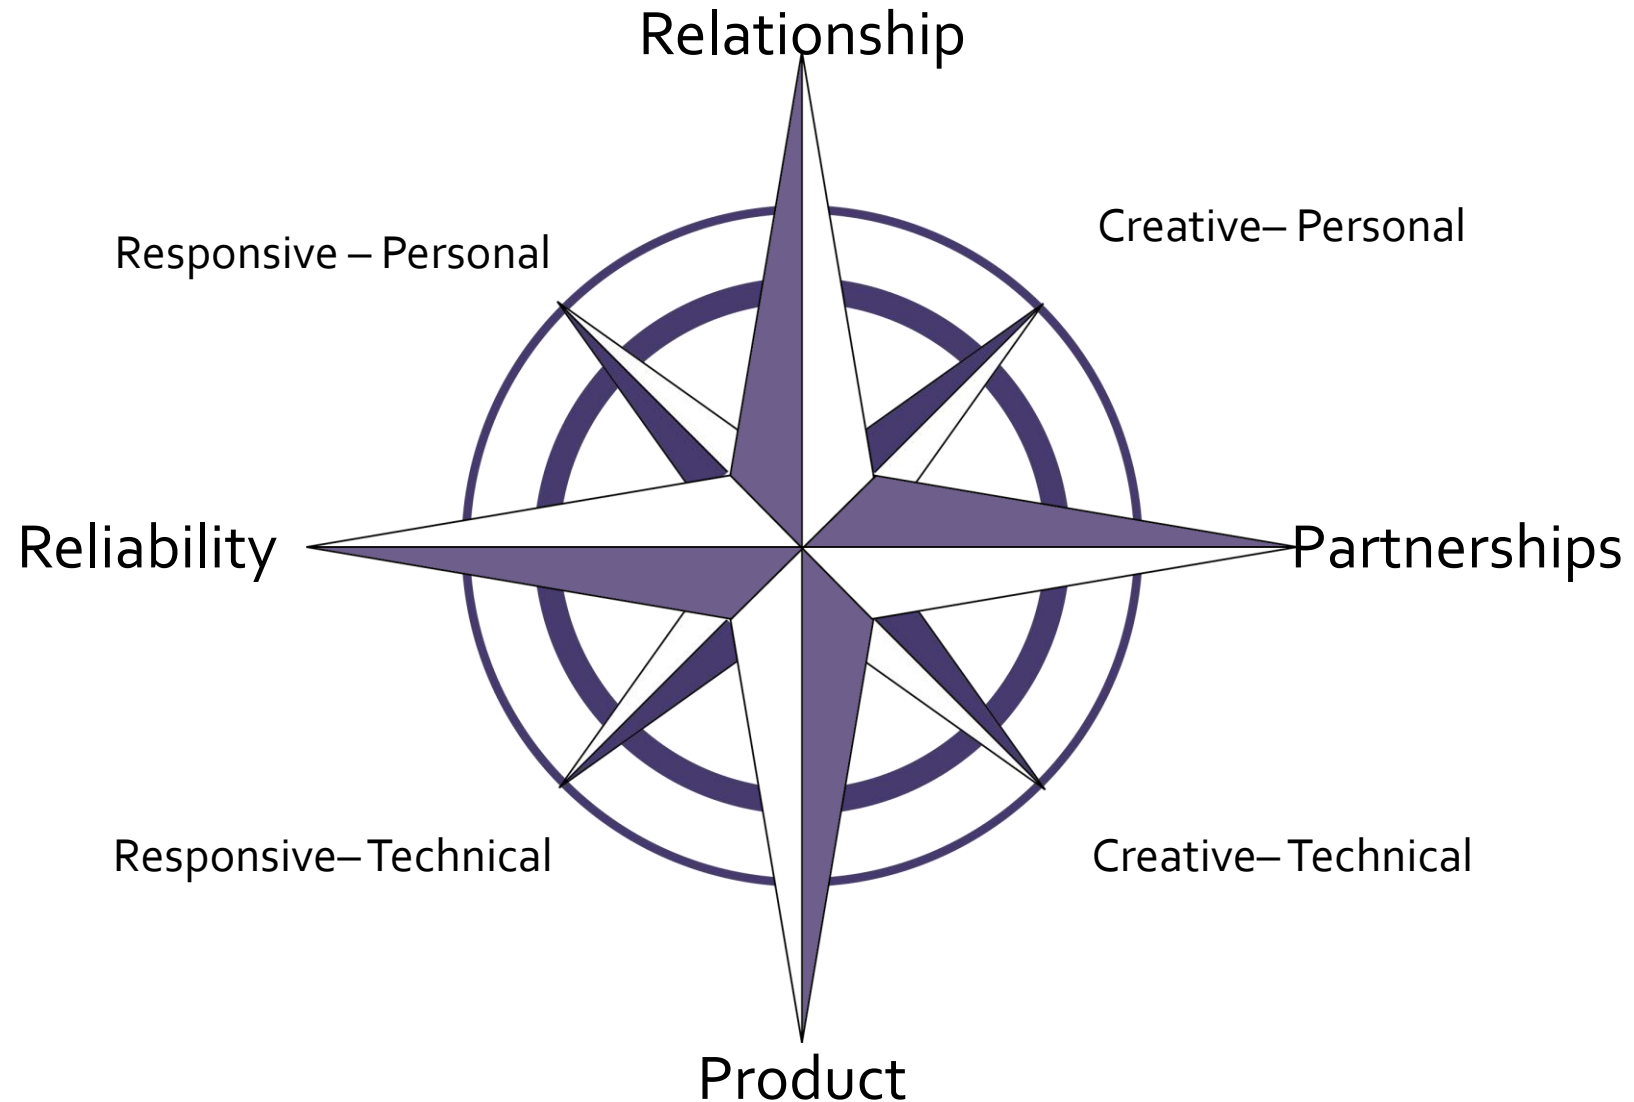 Relationship
Responsive – Personal
Creative– Personal
Reliability
Partnerships
Responsive– Technical
Creative– Technical
Product